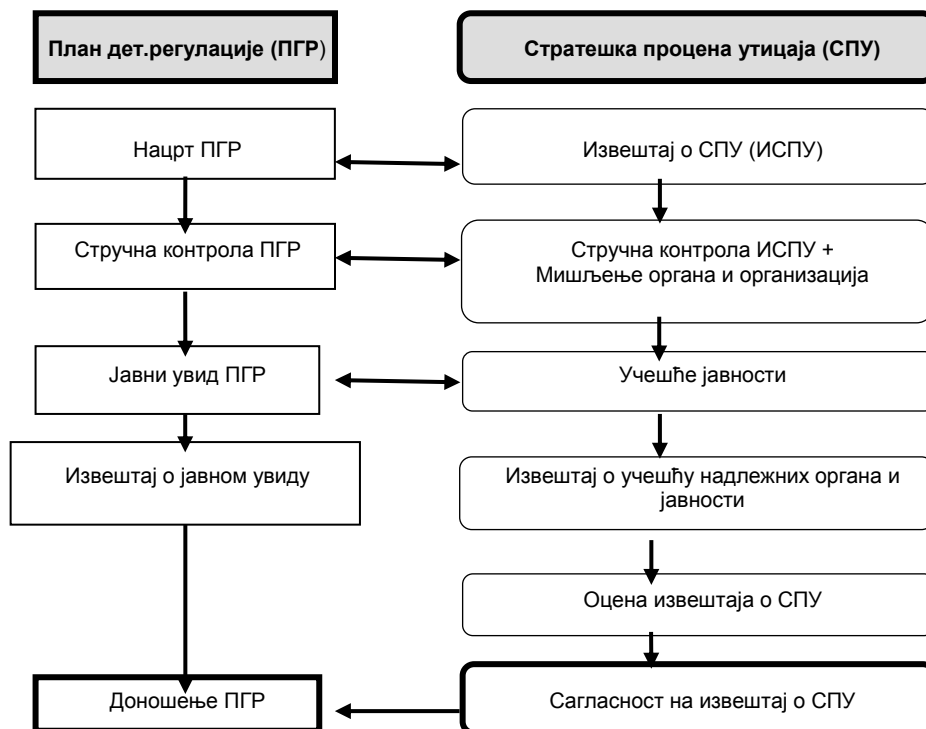 План дет.регулације (ПГР)
Стратешка процена утицаја (СПУ)
Нацрт ПГР
Извештај о СПУ (ИСПУ)
Стручна контрола ПГР
Стручна контрола ИСПУ +
Мишљење органа и организација
Јавни увид ПГР
Учешће јавности
Извештај о јавном увиду
Извештај о учешћу надлежних органа и
јавности
Оцена извештаја о СПУ
Доношење ПГР
Сагласност на извештај о СПУ